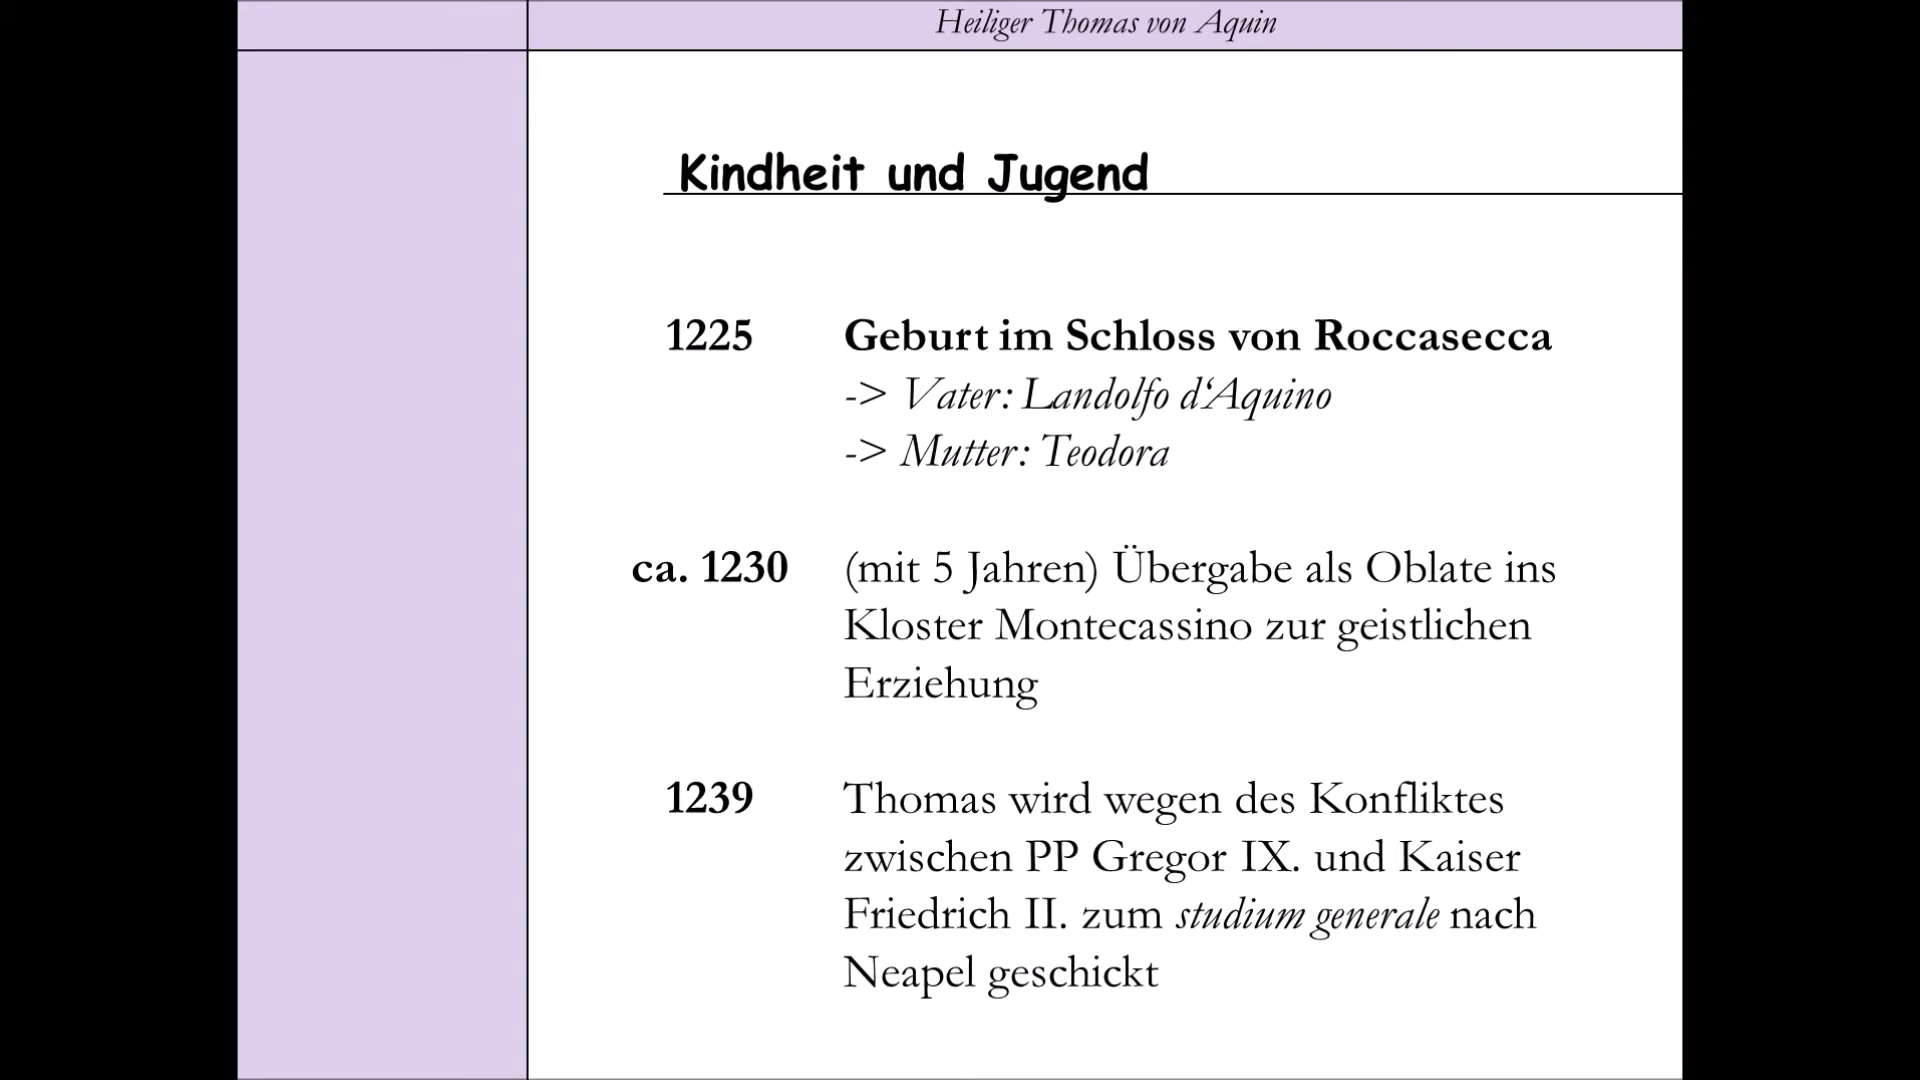 Heiliger Thomas von Aquin
Kindheit und Jugend
1225 Geburt im Schloss von Roccasecca
-> Vater: Landolfo d‘Aquino
-> Mutter: Teodora
ca. 1230 (mit 5 Jahren) Übergabe als Oblate ins
Kloster Montecassino zur geistlichen
Erziehung
1239 Thomas wird wegen des Konfliktes
zwischen PP Gregor IX. und Kaiser
Friedrich II. zum studium generale nach
Neapel geschickt